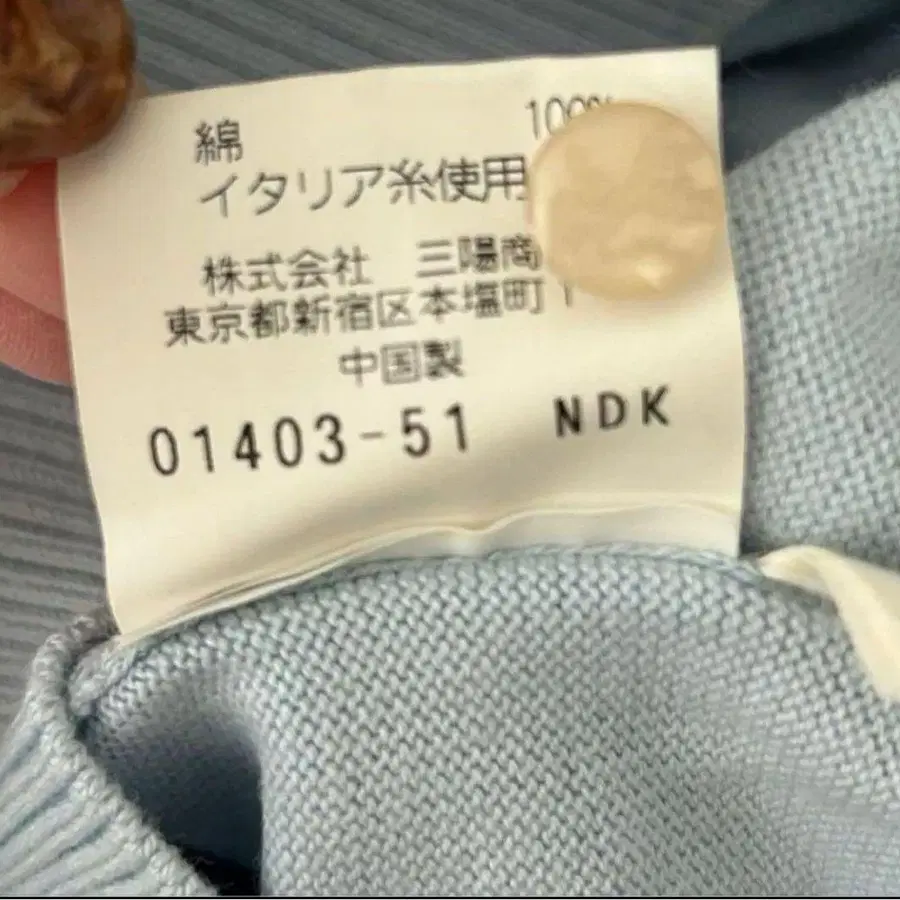 綿 100%
イタリア糸使用
株式会社 三陽商
東京都新宿区本塩町
中国製
01403-51 NDK